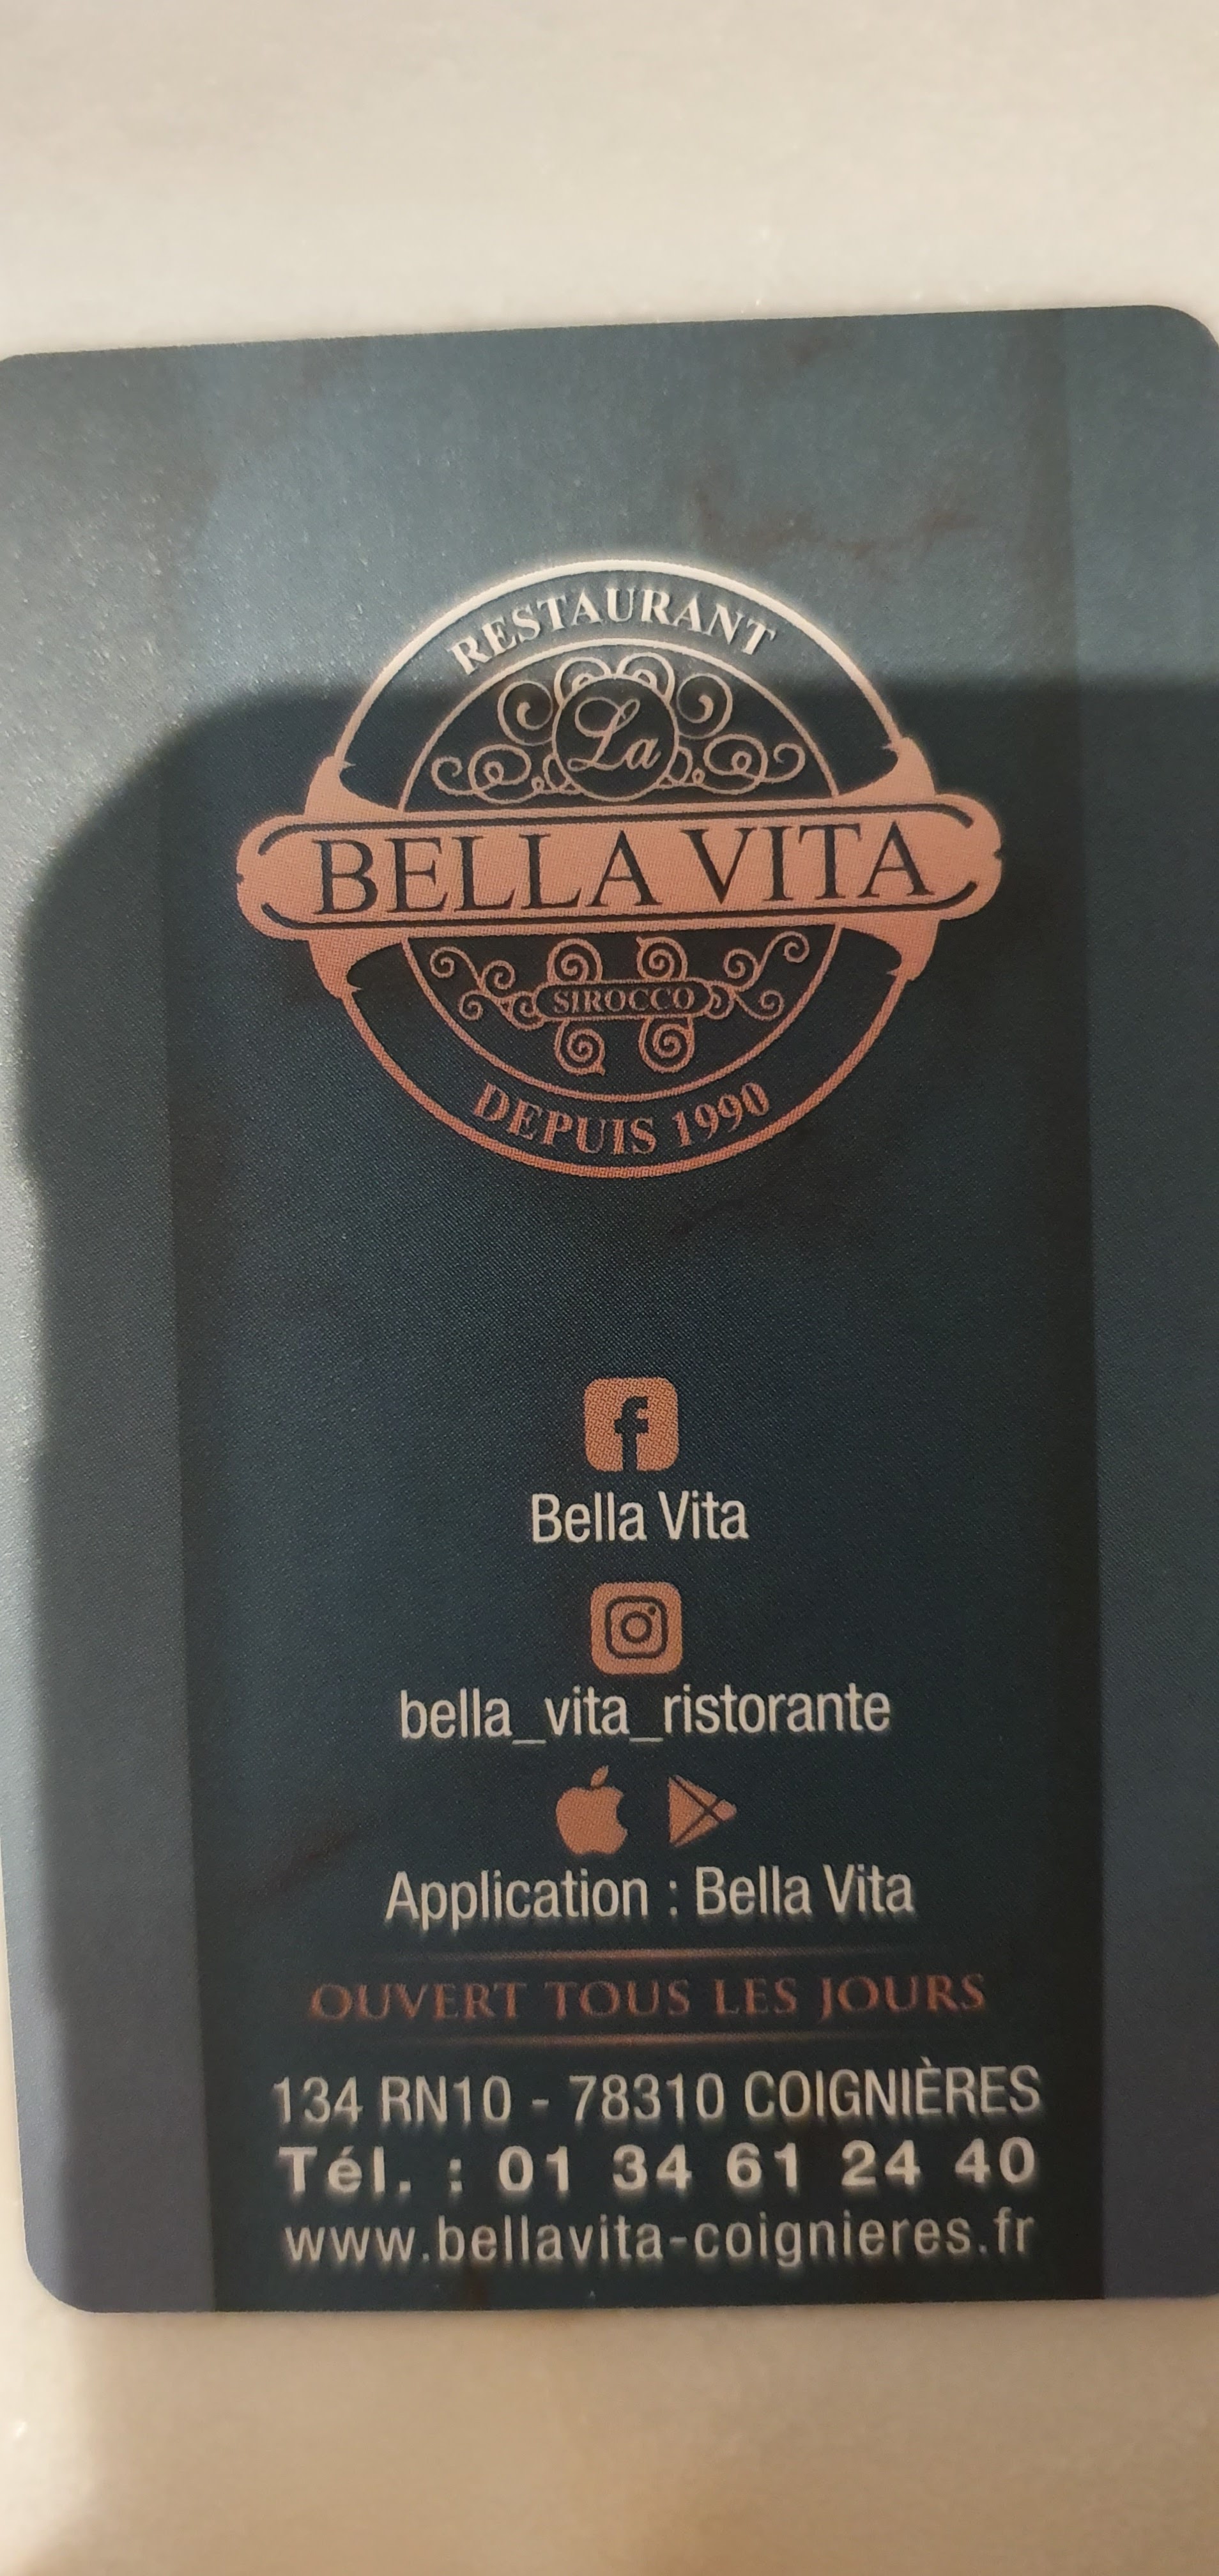 RESTAURANT
La
BELLA VITA
SIROCCO
DEPUIS 1990
Bella Vita
bella_vita_ristorante
Application : Bella Vita
OUVERT TOUS LES JOURS
134 RN10 - 78310 COIGNIÈRES
Tél. : 01 34 61 24 40
www.bellavita-coignieres.fr